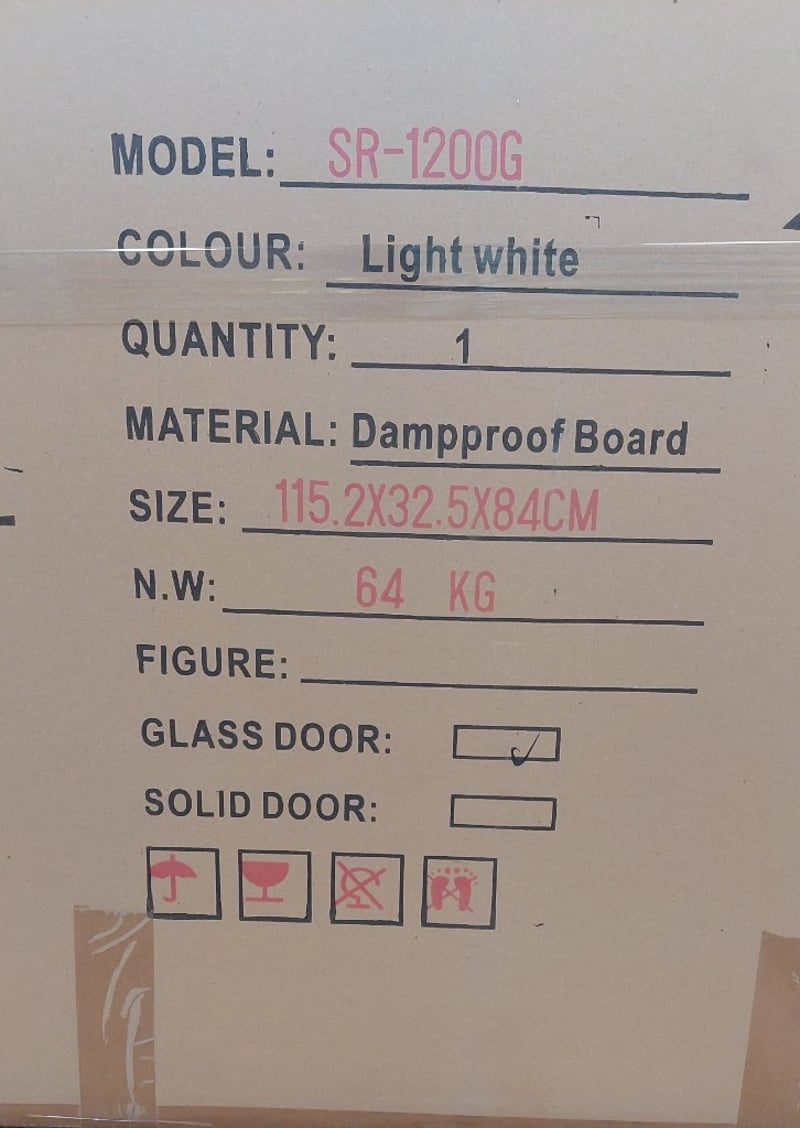 MODEL: SR-1200G
COLOUR: Light white
QUANTITY: 1
MATERIAL: Dampproof Board
SIZE: 115.2X32.5X84CM
N.W: 64 KG
FIGURE:
GLASS DOOR: ✓
SOLID DOOR: